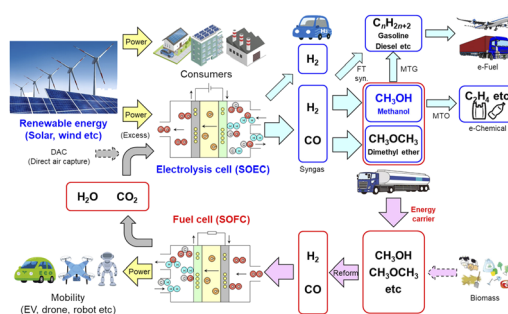 Power
Consumers
H2
CnH2n+2
Gasoline
Diesel etc
e-Fuel
Renewable energy
(Solar, wind etc)
Power
(Excess)
FT
syn.
MTG
H2
CO
Syngas
CH3OH
Methanol
CH3OCH3
Dimethyl ether
MTO
C2H4 etc
e-Chemical
DAC
(Direct air capture)
Electrolysis cell (SOEC)
H2O CO2
Fuel cell (SOFC)
Energy
carrier
Power
Mobility
(EV, drone, robot etc)
H2
CO
Reform
CH3OH
CH3OCH3
etc
Biomass